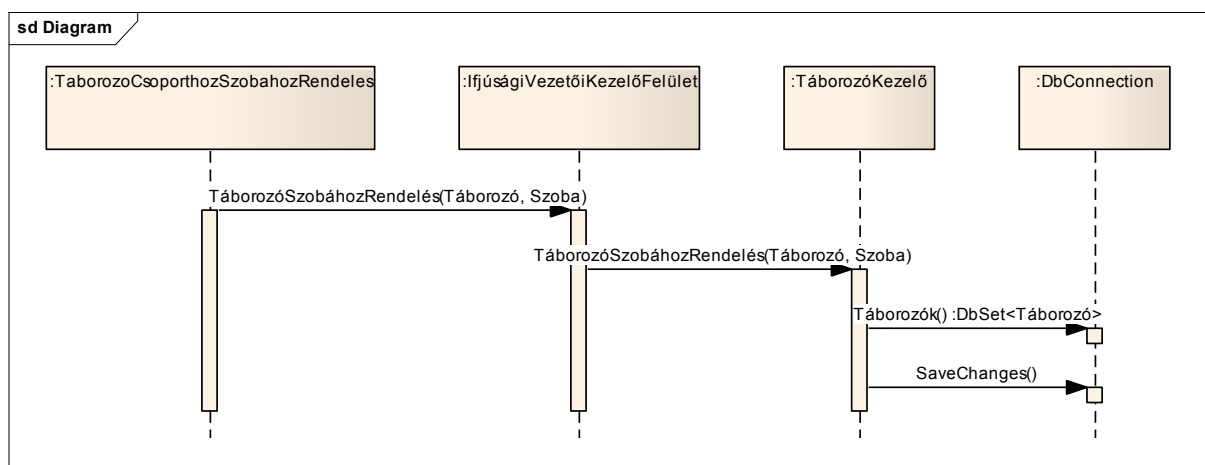 sd Diagram
:TaborozoCsoporthozSzobahozRendeles
:IfjúságiVezetőiKezelőFelület
:TáborozóKezelő
:DbConnection
TáborozóSzobáhozRendelés(Táborozó, Szoba)
TáborozóSzobáhozRendelés(Táborozó, Szoba)
Táborozók() :DbSet<Táborozó>
SaveChanges()